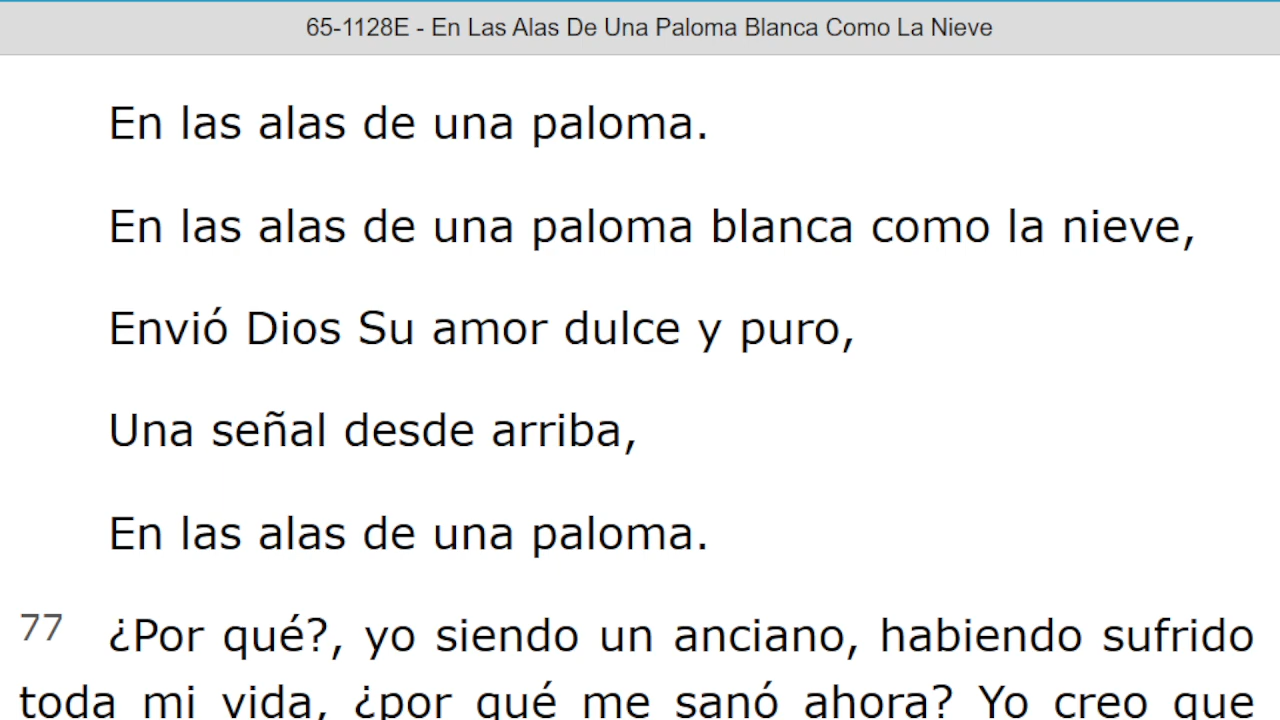 65-1128E - En Las Alas De Una Paloma Blanca Como La Nieve
En las alas de una paloma.
En las alas de una paloma blanca como la nieve,
Envió Dios Su amor dulce y puro,
Una señal desde arriba,
En las alas de una paloma.
77 ¿Por qué?, yo siendo un anciano, habiendo sufrido
toda mi vida, ¿por qué me sanó ahora? Yo creo que